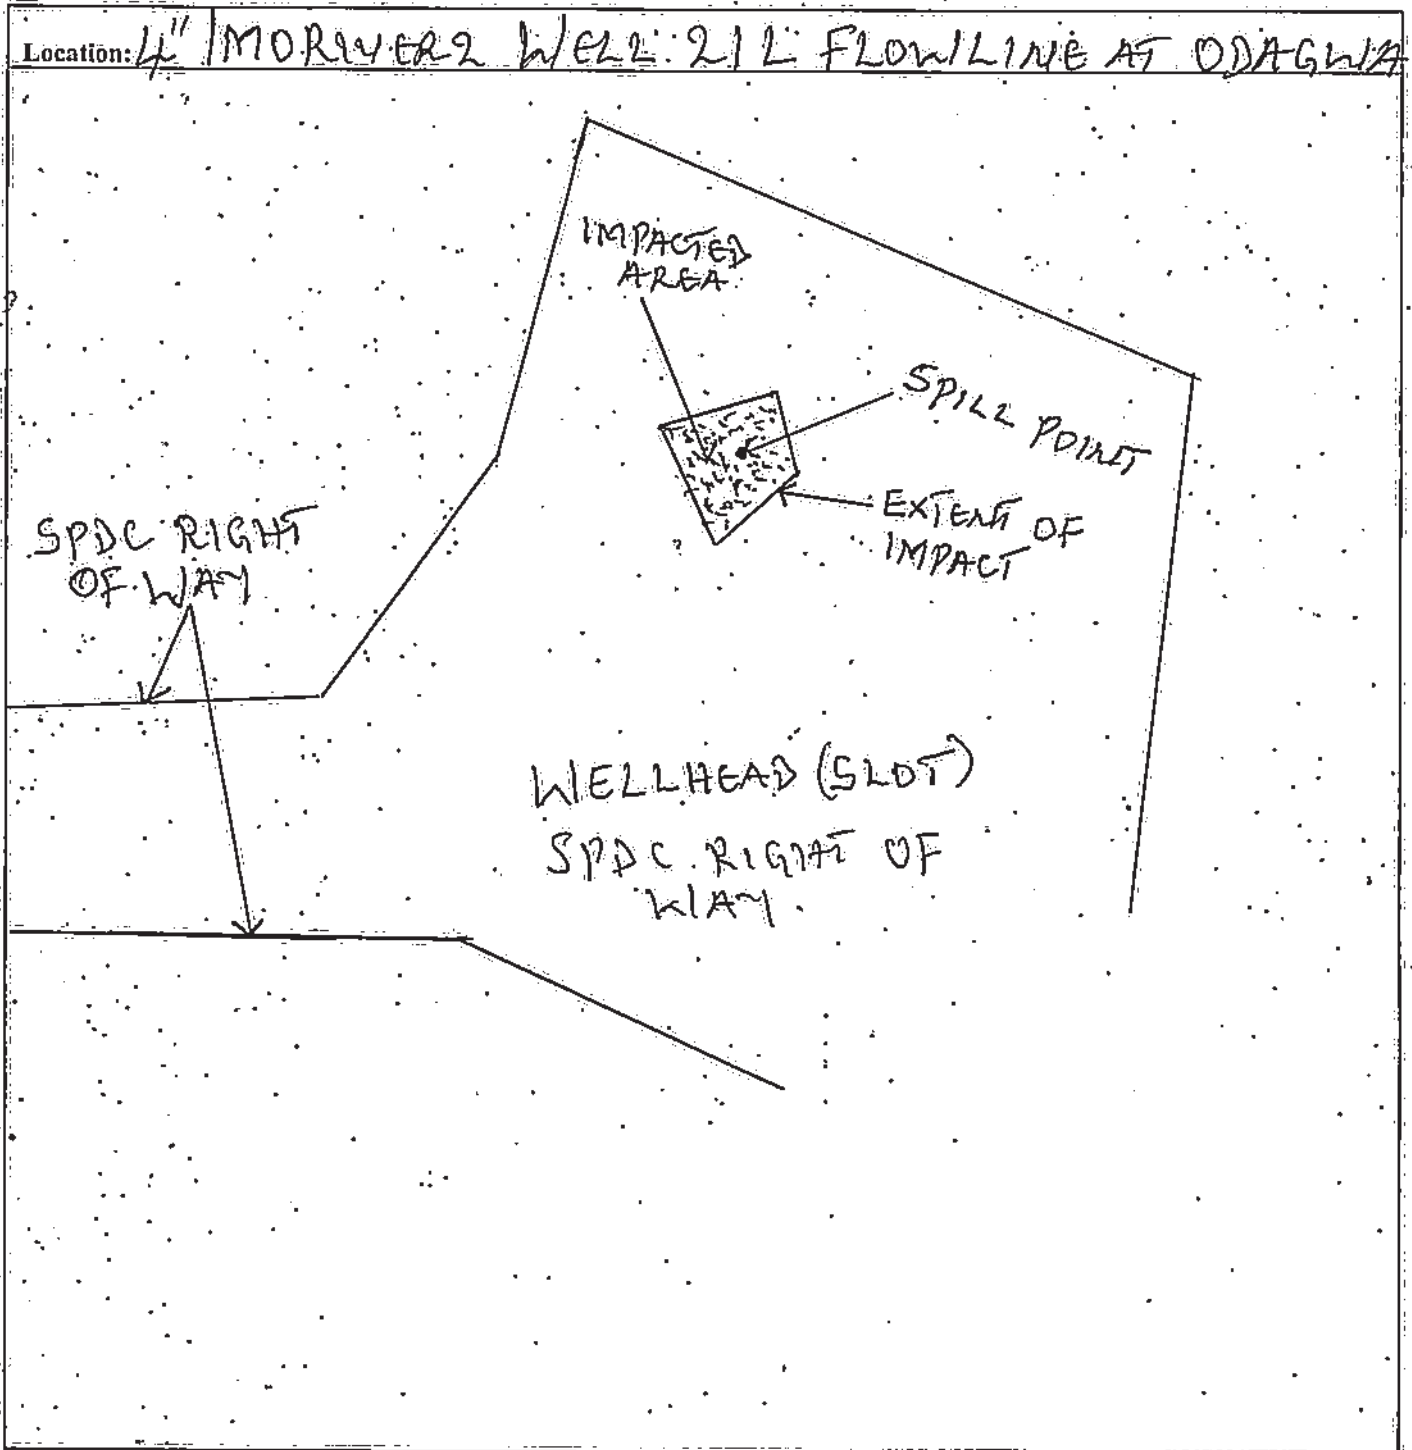 Location: 4" IMORIVER2 WELL 21L FLOWLINE AT ODAGWA
IMPACTED
AREA
SPILL POINT
EXTENT OF
IMPACT
SPDC RIGHT
OF WAY
WELLHEAD (SLOT)
SPDC RIGHT OF
WAY.